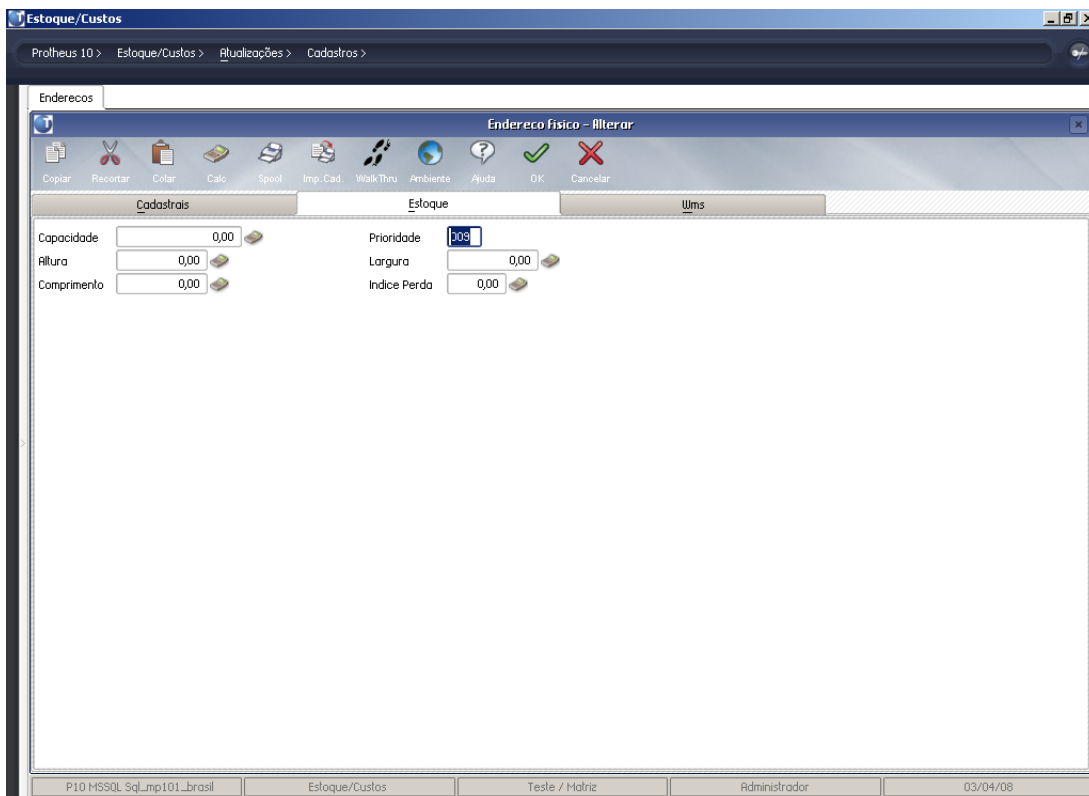 Estoque/Custos
Protheus 10 > Estoque/Custos > Atualizações > Cadastros >
Enderecos
Endereco Fisico - Alterar
Copiar Recortar Colar Calc Spool Imp.Cad. WalkThru Ambiente Ajuda OK Cancelar
Cadastrais Estoque Wms
Capacidade 0,00 Prioridade 009
Altura 0,00 Largura 0,00
Comprimento 0,00 Indice Perda 0,00
P10 MSSQL Sql_mp101_brasil Estoque/Custos Teste / Matriz Administrador 03/04/08